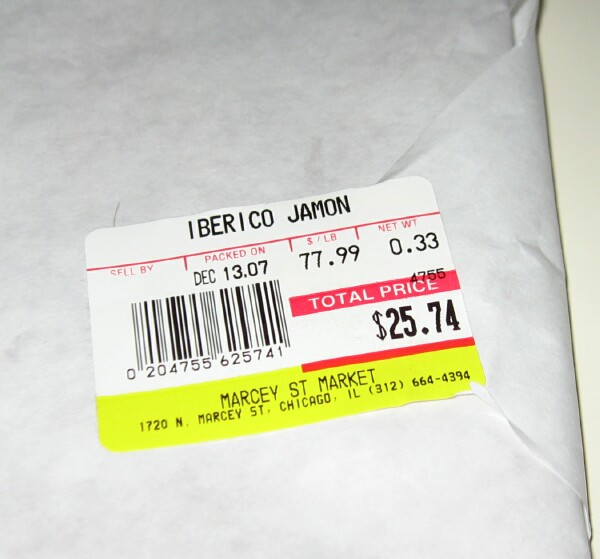 IBERICO JAMON
SELL BY PACKED ON $ / LB NET WT
DEC 13.07 77.99 0.33
4755
TOTAL PRICE
$25.74
0 204755 625741
MARCEY ST MARKET
1720 N. MARCEY ST, CHICAGO, IL (312) 664-4394